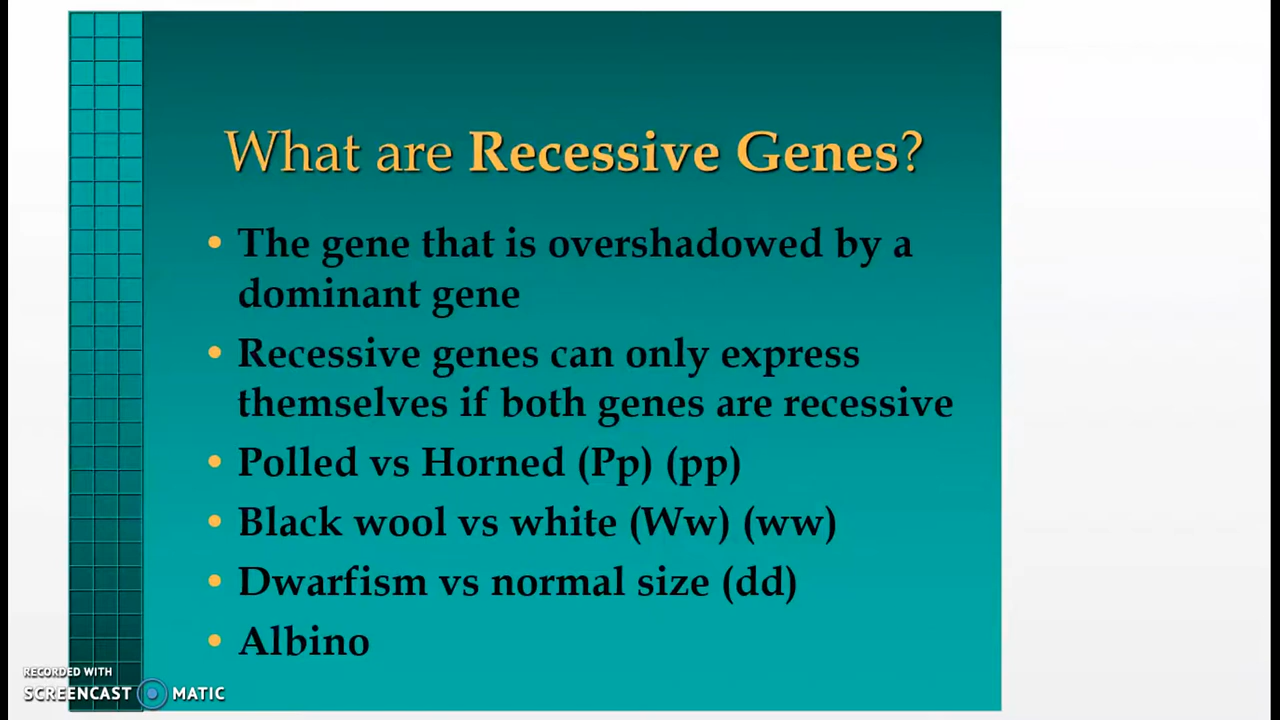 What are Recessive Genes?
• The gene that is overshadowed by a
dominant gene
• Recessive genes can only express
themselves if both genes are recessive
• Polled vs Horned (Pp) (pp)
• Black wool vs white (Ww) (ww)
• Dwarfism vs normal size (dd)
• Albino
RECORDED WITH
SCREENCAST MATIC